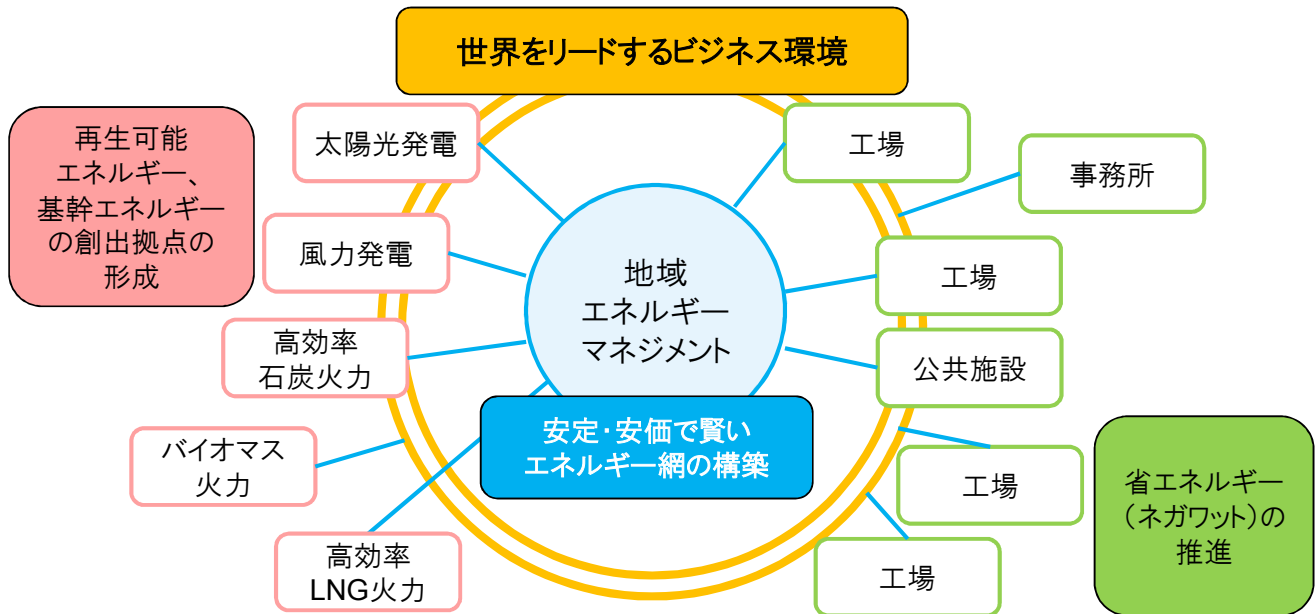 世界をリードするビジネス環境
再生可能
エネルギー、
基幹エネルギー
の創出拠点の
形成
太陽光発電
風力発電
高効率
石炭火力
バイオマス
火力
高効率
LNG火力
地域
エネルギー
マネジメント
安定・安価で賢い
エネルギー網の構築
工場
事務所
工場
公共施設
工場
工場
省エネルギー
（ネガワット）の
推進